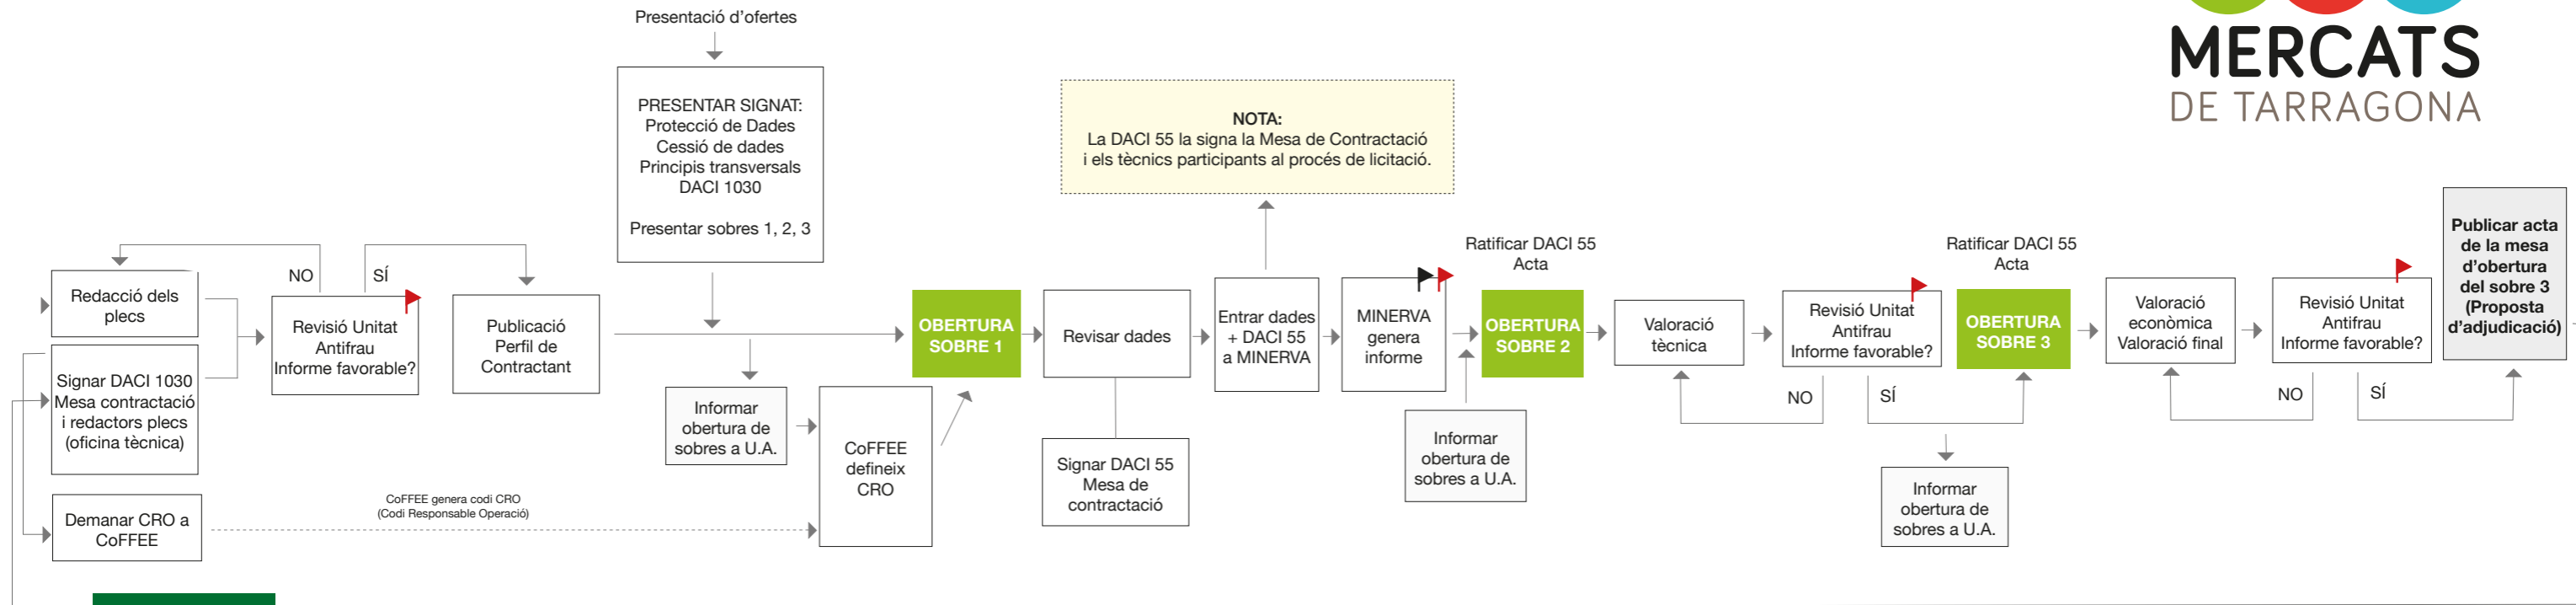 Presentació d'ofertes
MERCATS
DE TARRAGONA
PRESENTAR SIGNAT:
Protecció de Dades
Cessió de dades
Principis transversals
DACI 1030
Presentar sobres 1, 2, 3
NOTA:
La DACI 55 la signa la Mesa de Contractació
i els tècnics participants al procés de licitació.
Redacció dels
plecs
Signar DACI 1030
Mesa contractació
i redactors plecs
(oficina tècnica)
Demanar CRO a
CoFFEE
CoFFEE genera codi CRO
(Codi Responsable Operació)
NO
SÍ
Revisió Unitat
Antifrau
Informe favorable?
Publicació
Perfil de
Contractant
Informar
obertura de
sobres a U.A.
CoFFEE
defineix
CRO
OBERTURA
SOBRE 1
Revisar dades
Signar DACI 55
Mesa de
contractació
Entrar dades
+ DACI 55
a MINERVA
MINERVA
genera
informe
Informar
obertura de
sobres a U.A.
Ratificar DACI 55
Acta
OBERTURA
SOBRE 2
Valoració
tècnica
Revisió Unitat
Antifrau
Informe favorable?
NO
SÍ
Informar
obertura de
sobres a U.A.
Ratificar DACI 55
Acta
OBERTURA
SOBRE 3
Valoració
econòmica
Valoració final
Revisió Unitat
Antifrau
Informe favorable?
NO
SÍ
Publicar acta
de la mesa
d'obertura
del sobre 3
(Proposta
d'adjudicació)